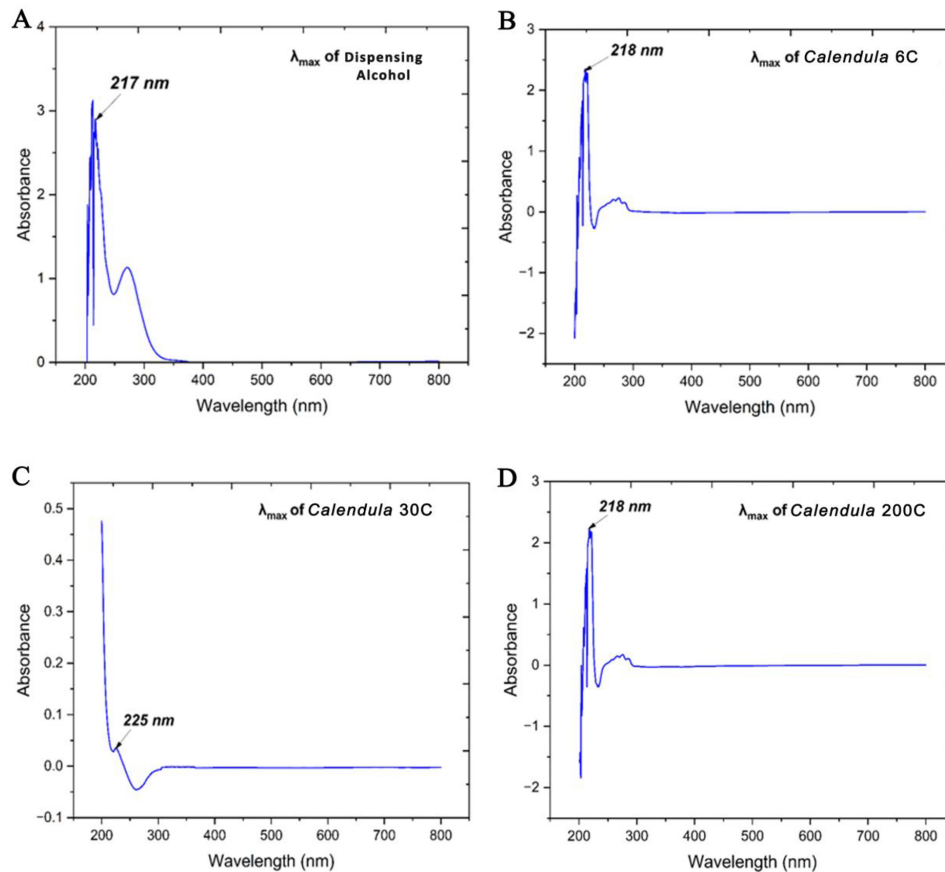 A
λmax of Dispensing
Alcohol
217 nm
4
3
2
1
0
Absorbance
200 300 400 500 600 700 800
Wavelength (nm)
B
λmax of Calendula 6C
218 nm
3
2
1
0
−1
−2
Absorbance
200 300 400 500 600 700 800
Wavelength (nm)
C
λmax of Calendula 30C
225 nm
0.5
0.4
0.3
0.2
0.1
0.0
−0.1
Absorbance
200 300 400 500 600 700 800
Wavelength (nm)
D
λmax of Calendula 200C
218 nm
3
2
1
0
−1
−2
Absorbance
200 300 400 500 600 700 800
Wavelength (nm)